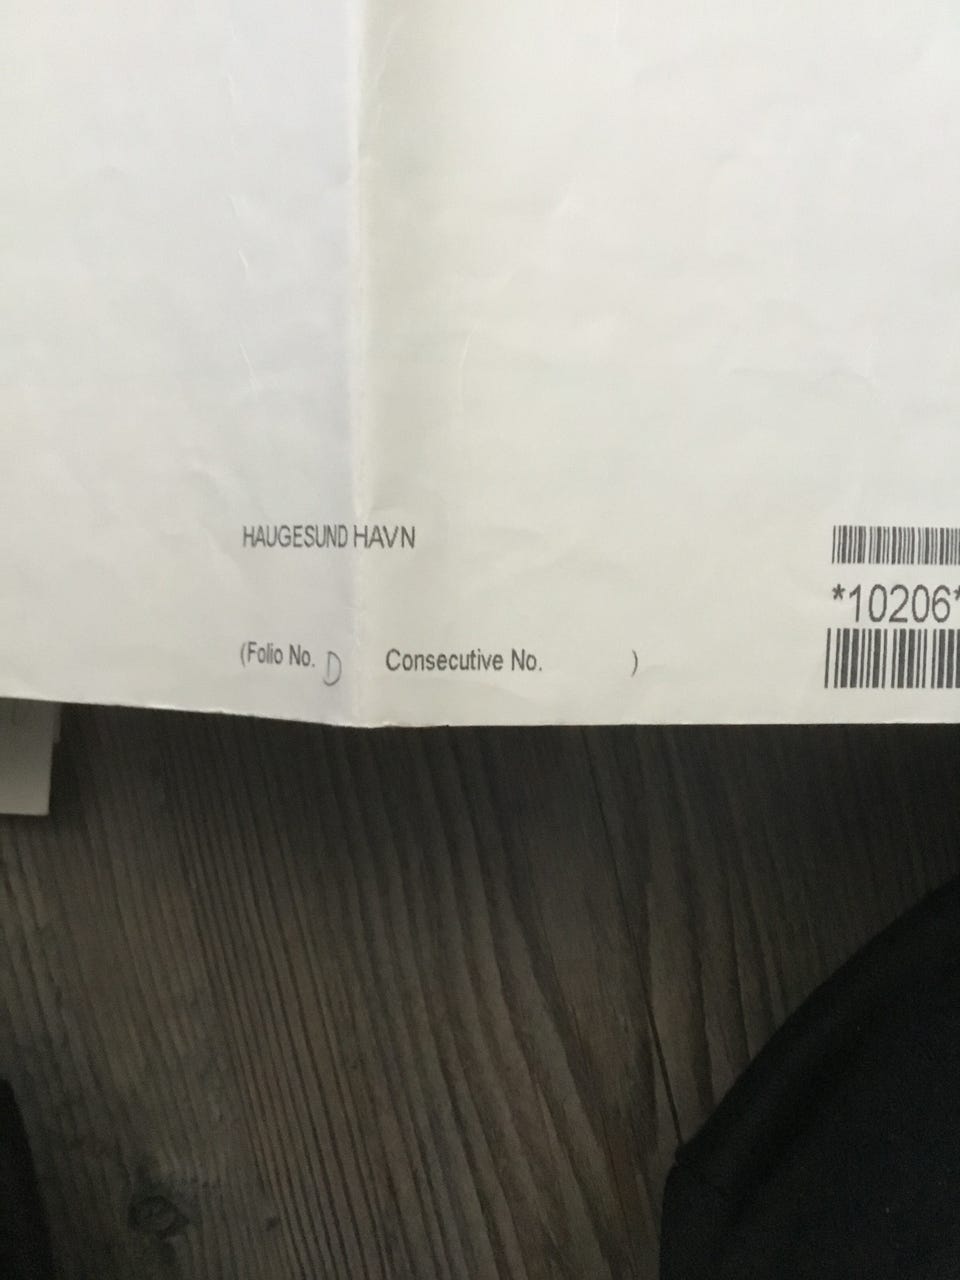 HAUGESUND HAVN
*10206*
(Folio No. D Consecutive No. )